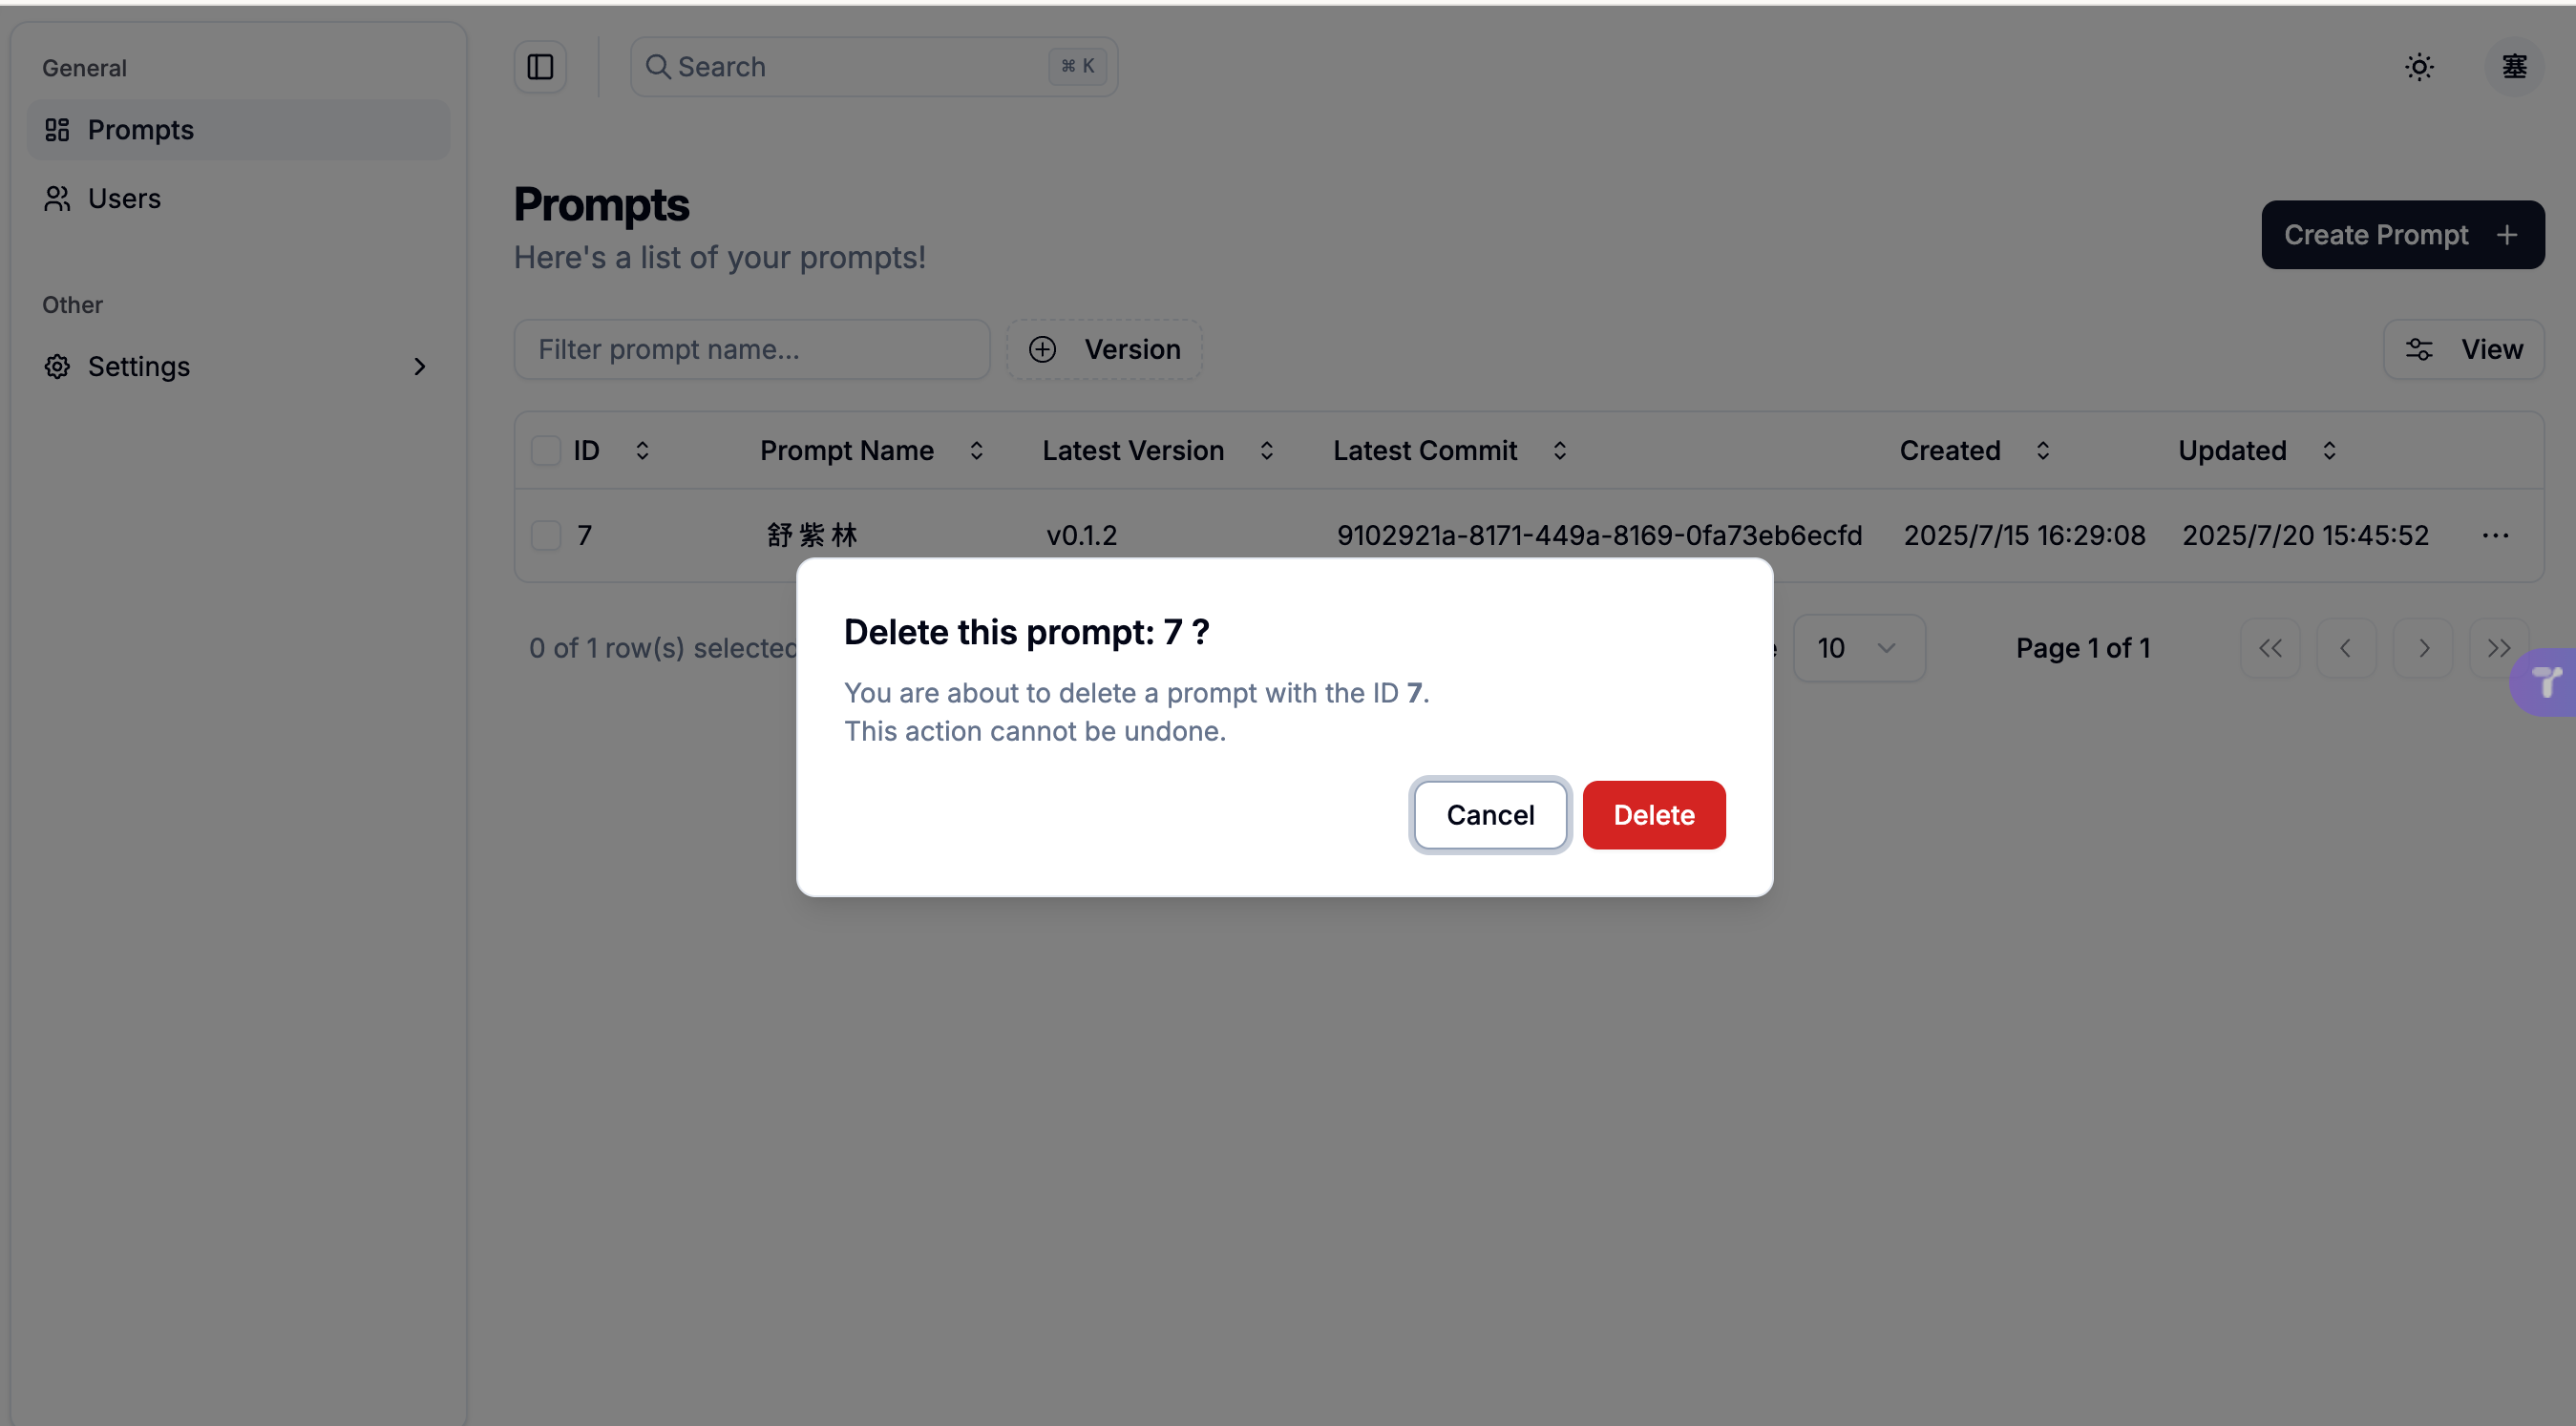 General
Prompts
Users
Other
Settings
Search
⌘ K
塞
Prompts
Here's a list of your prompts!
Create Prompt
Filter prompt name...
Version
View
ID Prompt Name Latest Version Latest Commit Created Updated
7 舒 紫 林 v0.1.2 9102921a-8171-449a-8169-0fa73eb6ecfd 2025/7/15 16:29:08 2025/7/20 15:45:52
0 of 1 row(s) selected
10
Page 1 of 1
Delete this prompt: 7 ?
You are about to delete a prompt with the ID 7.
This action cannot be undone.
Cancel
Delete